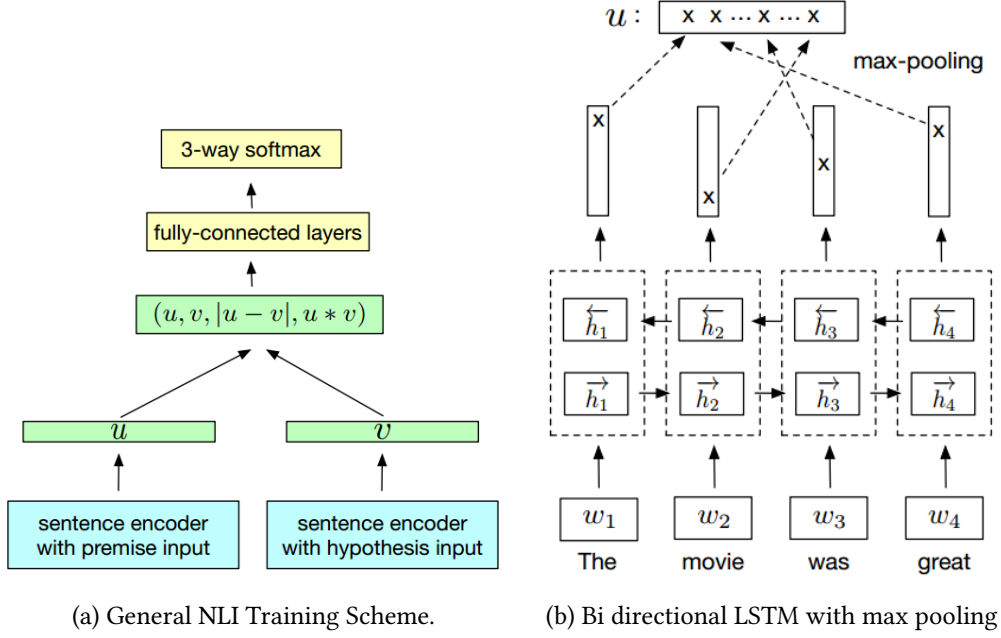 3-way softmax
fully-connected layers
(u, v, |u − v|, u ∗ v)
u
v
sentence encoder
with premise input
sentence encoder
with hypothesis input
(a) General NLI Training Scheme.
u :
x x ... x ... x
max-pooling
x
x
x
x
←h₁
←h₂
←h₃
←h₄
→h₁
→h₂
→h₃
→h₄
w₁
w₂
w₃
w₄
The
movie
was
great
(b) Bi directional LSTM with max pooling